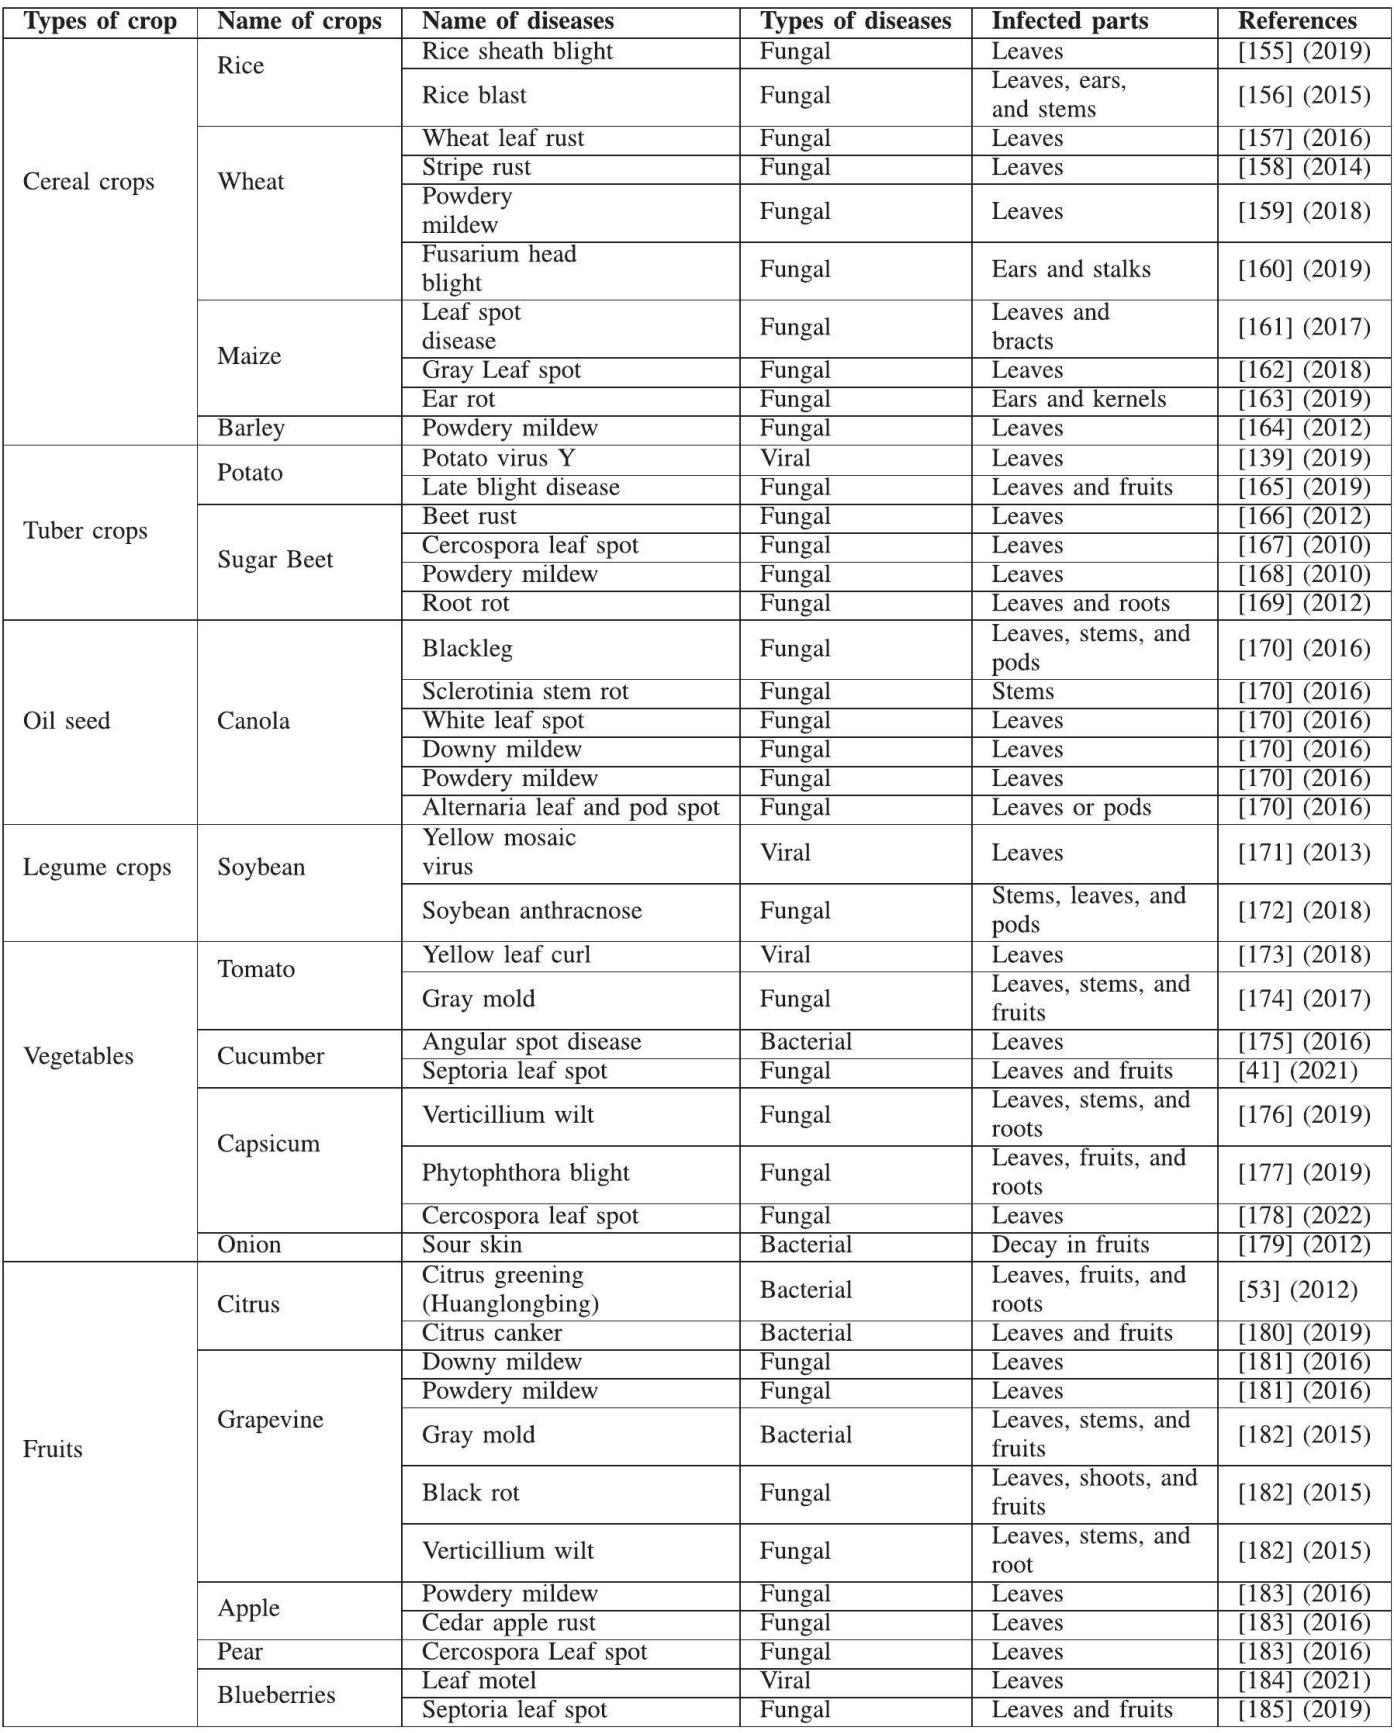 Types of crop Name of crops Name of diseases Types of diseases Infected parts References
Cereal crops Rice Rice sheath blight Fungal Leaves [155] (2019)
Rice blast Fungal Leaves, ears,
and stems [156] (2015)
Wheat Wheat leaf rust Fungal Leaves [157] (2016)
Stripe rust Fungal Leaves [158] (2014)
Powdery
mildew Fungal Leaves [159] (2018)
Fusarium head
blight Fungal Ears and stalks [160] (2019)
Maize Leaf spot
disease Fungal Leaves and
bracts [161] (2017)
Gray Leaf spot Fungal Leaves [162] (2018)
Ear rot Fungal Ears and kernels [163] (2019)
Barley Powdery mildew Fungal Leaves [164] (2012)
Tuber crops Potato Potato virus Y Viral Leaves [139] (2019)
Late blight disease Fungal Leaves and fruits [165] (2019)
Sugar Beet Beet rust Fungal Leaves [166] (2012)
Cercospora leaf spot Fungal Leaves [167] (2010)
Powdery mildew Fungal Leaves [168] (2010)
Root rot Fungal Leaves and roots [169] (2012)
Oil seed Canola Blackleg Fungal Leaves, stems, and
pods [170] (2016)
Sclerotinia stem rot Fungal Stems [170] (2016)
White leaf spot Fungal Leaves [170] (2016)
Downy mildew Fungal Leaves [170] (2016)
Powdery mildew Fungal Leaves [170] (2016)
Alternaria leaf and pod spot Fungal Leaves or pods [170] (2016)
Legume crops Soybean Yellow mosaic
virus Viral Leaves [171] (2013)
Soybean anthracnose Fungal Stems, leaves, and
pods [172] (2018)
Vegetables Tomato Yellow leaf curl Viral Leaves [173] (2018)
Gray mold Fungal Leaves, stems, and
fruits [174] (2017)
Cucumber Angular spot disease Bacterial Leaves [175] (2016)
Septoria leaf spot Fungal Leaves and fruits [41] (2021)
Capsicum Verticillium wilt Fungal Leaves, stems, and
roots [176] (2019)
Phytophthora blight Fungal Leaves, fruits, and
roots [177] (2019)
Cercospora leaf spot Fungal Leaves [178] (2022)
Onion Sour skin Bacterial Decay in fruits [179] (2012)
Fruits Citrus Citrus greening
(Huanglongbing) Bacterial Leaves, fruits, and
roots [53] (2012)
Citrus canker Bacterial Leaves and fruits [180] (2019)
Grapevine Downy mildew Fungal Leaves [181] (2016)
Powdery mildew Fungal Leaves [181] (2016)
Gray mold Bacterial Leaves, stems, and
fruits [182] (2015)
Black rot Fungal Leaves, shoots, and
fruits [182] (2015)
Verticillium wilt Fungal Leaves, stems, and
root [182] (2015)
Apple Powdery mildew Fungal Leaves [183] (2016)
Cedar apple rust Fungal Leaves [183] (2016)
Pear Cercospora Leaf spot Fungal Leaves [183] (2016)
Blueberries Leaf motel Viral Leaves [184] (2021)
Septoria leaf spot Fungal Leaves and fruits [185] (2019)